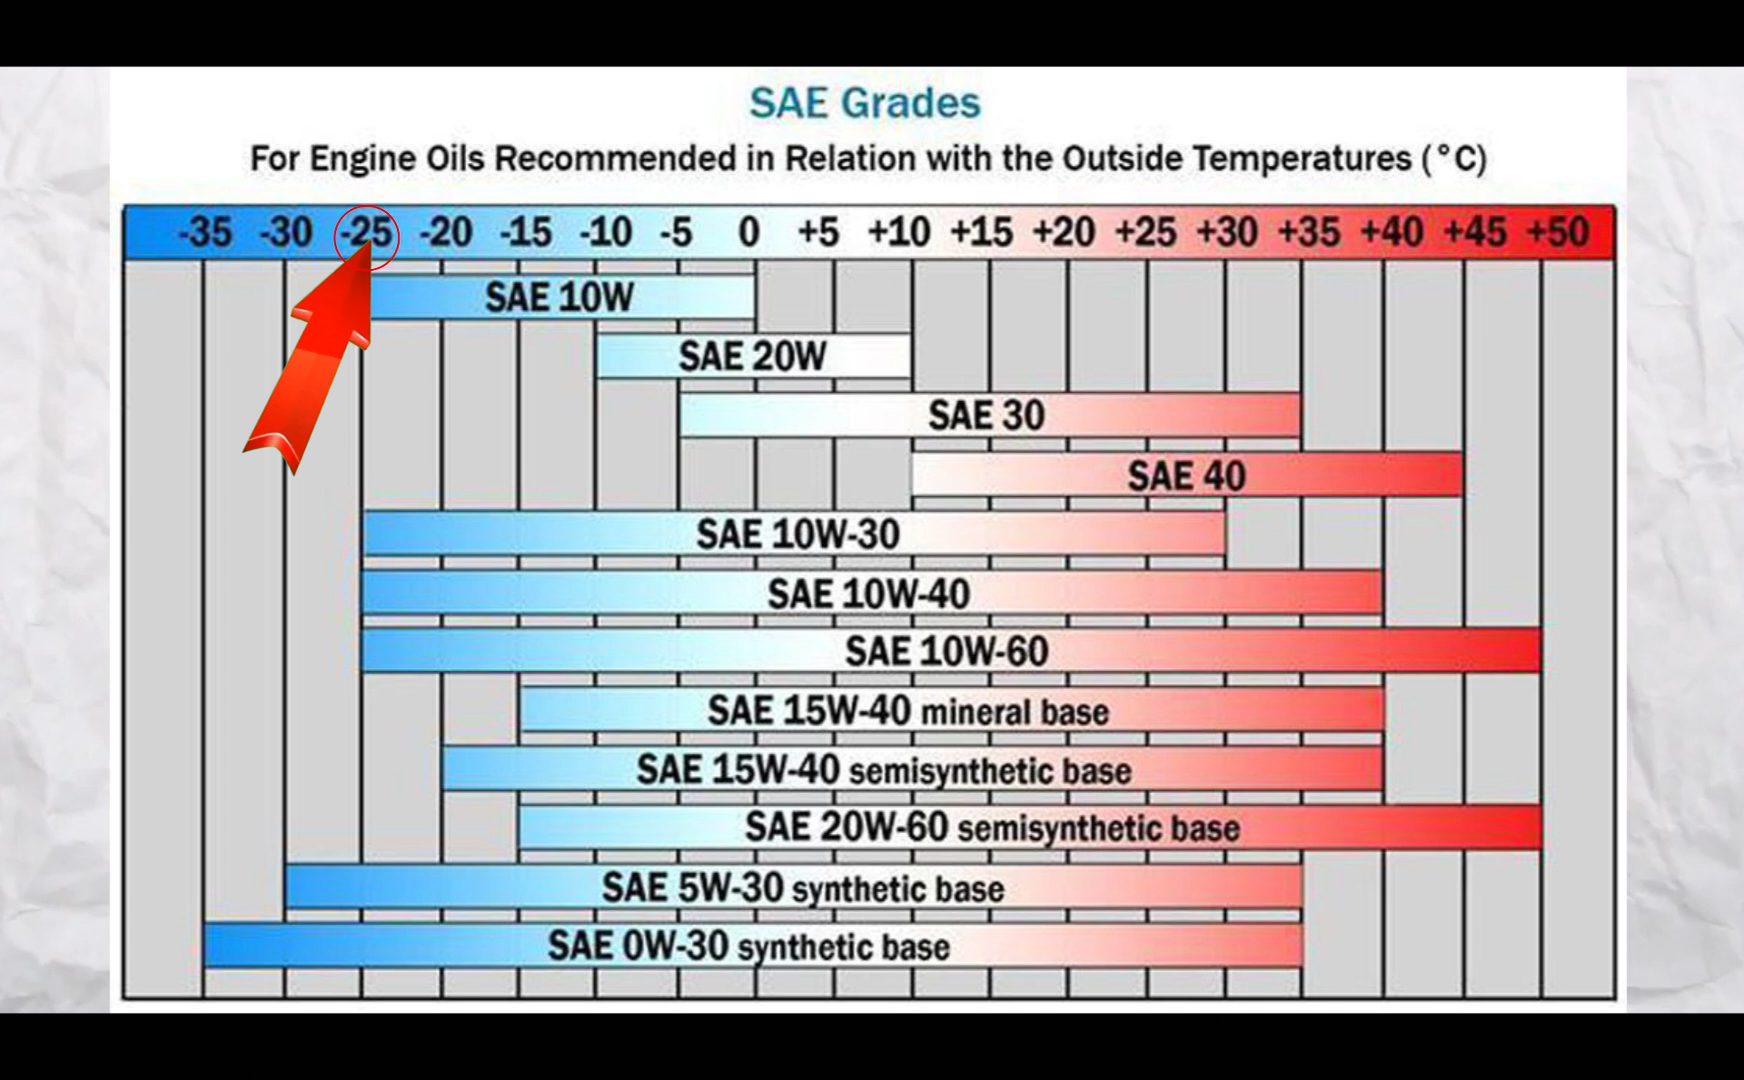 SAE Grades
For Engine Oils Recommended in Relation with the Outside Temperatures (°C)
-35 -30 -25 -20 -15 -10 -5 0 +5 +10 +15 +20 +25 +30 +35 +40 +45 +50
SAE 10W
SAE 20W
SAE 30
SAE 40
SAE 10W-30
SAE 10W-40
SAE 10W-60
SAE 15W-40 mineral base
SAE 15W-40 semisynthetic base
SAE 20W-60 semisynthetic base
SAE 5W-30 synthetic base
SAE 0W-30 synthetic base